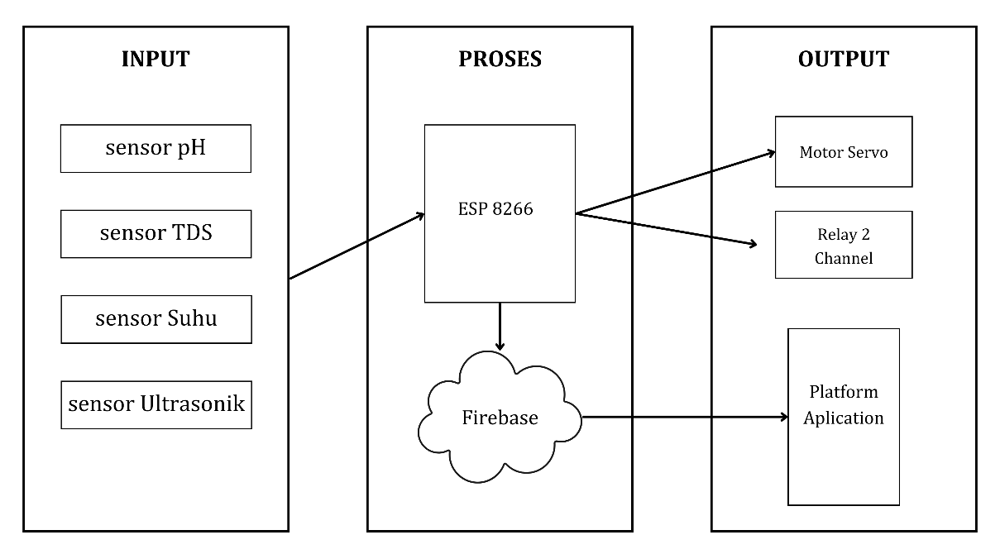 INPUT
sensor pH
sensor TDS
sensor Suhu
sensor Ultrasonik
PROSES
ESP 8266
Firebase
OUTPUT
Motor Servo
Relay 2
Channel
Platform
Aplication